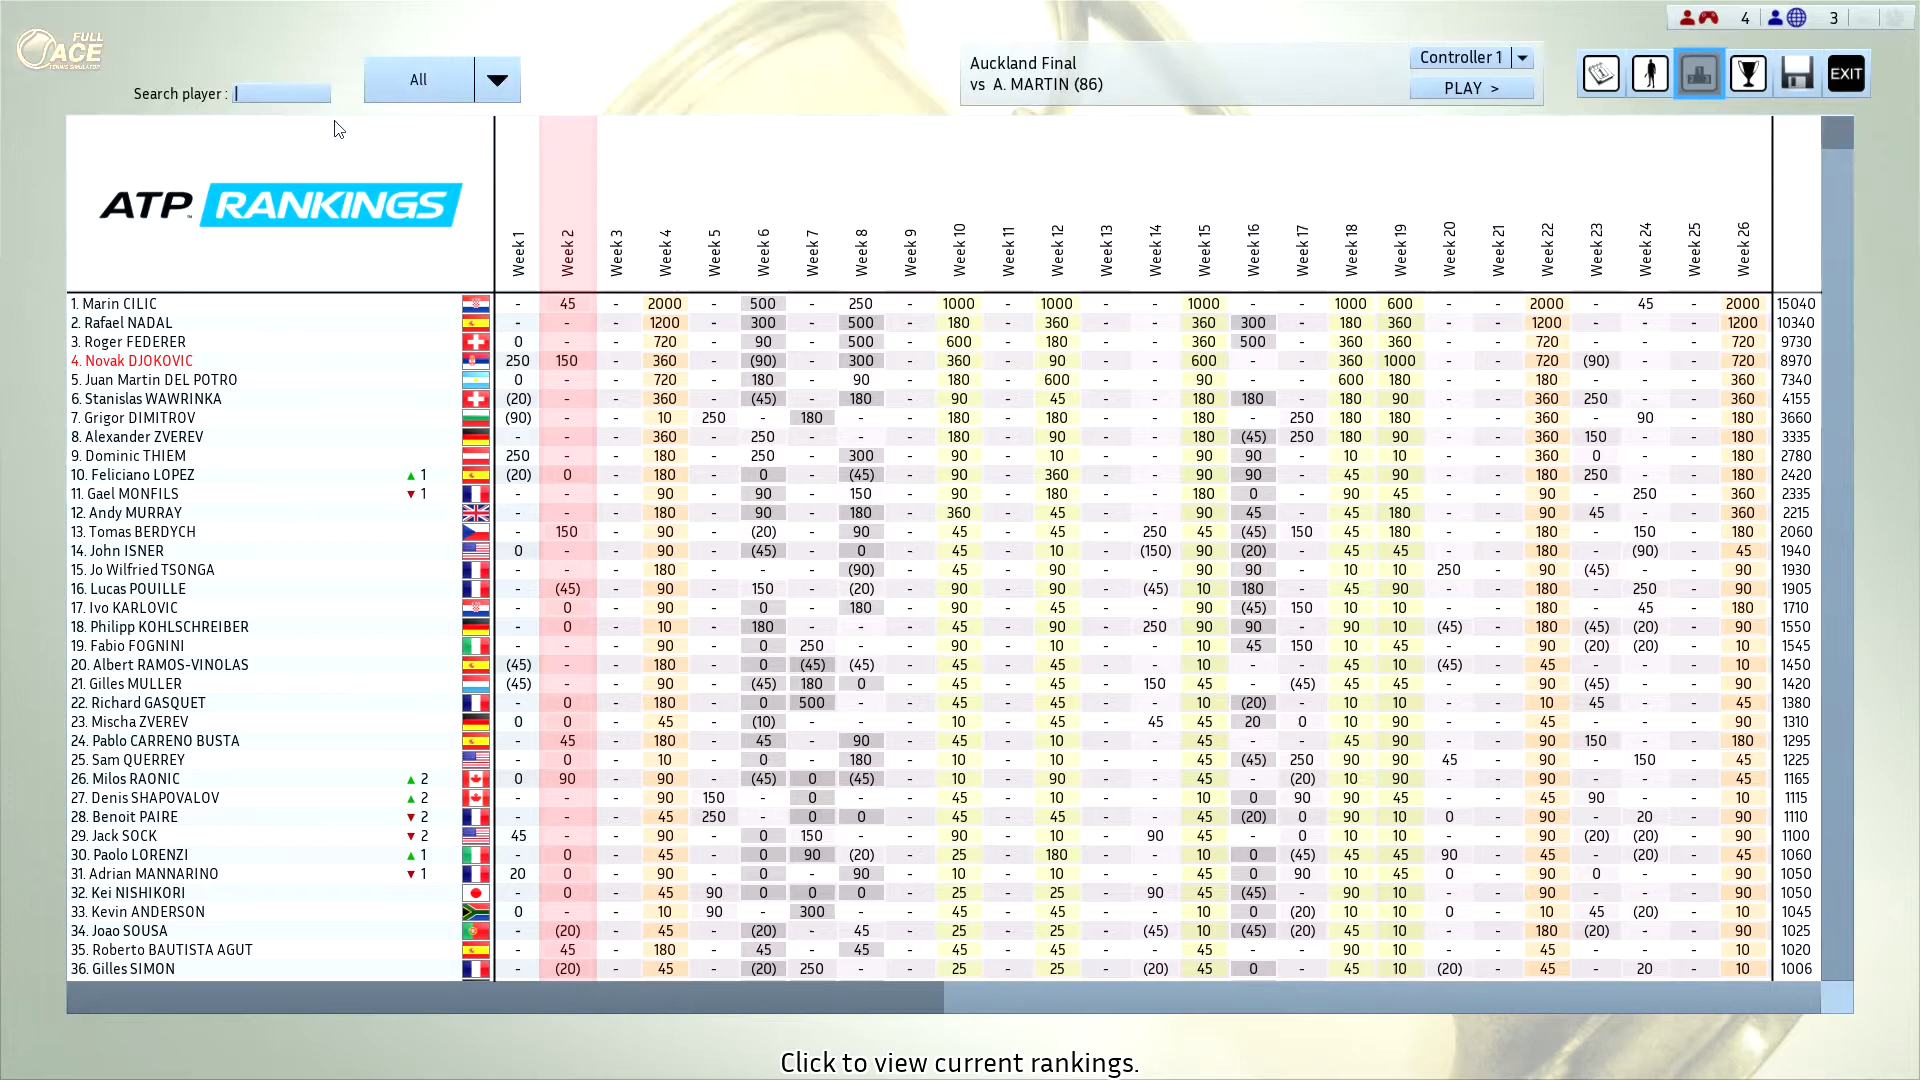 FULL ACE
TENNIS SIMULATOR
Search player :
All
Auckland Final
vs A. MARTIN (86)
Controller 1
PLAY >
4 3
EXIT
ATP RANKINGS
Week 1 Week 2 Week 3 Week 4 Week 5 Week 6 Week 7 Week 8 Week 9 Week 10 Week 11 Week 12 Week 13 Week 14 Week 15 Week 16 Week 17 Week 18 Week 19 Week 20 Week 21 Week 22 Week 23 Week 24 Week 25 Week 26
1. Marin CILIC - 45 - 2000 - 500 - 250 - 1000 - 1000 - - 1000 - - 1000 600 - - 2000 - 45 - 2000 15040
2. Rafael NADAL - - - 1200 - 300 - 500 - 180 - 360 - - 360 300 - 180 360 - - 1200 - - - 1200 10340
3. Roger FEDERER 0 - - 720 - 90 - 500 - 600 - 180 - - 360 500 - 360 360 - - 720 - - - 720 9730
4. Novak DJOKOVIC 250 150 - 360 - (90) - 300 - 360 - 90 - - 600 - - 360 1000 - - 720 (90) - - 720 8970
5. Juan Martin DEL POTRO 0 - - 720 - 180 - 90 - 180 - 600 - - 90 - - 600 180 - - 180 - - - 360 7340
6. Stanislas WAWRINKA (20) - - 360 - (45) - 180 - 90 - 45 - - 180 180 - 180 90 - - 360 250 - - 360 4155
7. Grigor DIMITROV (90) - - 10 250 - 180 - - 180 - 180 - - 180 - 250 180 180 - - 360 - 90 - 180 3660
8. Alexander ZVEREV - - - 360 - 250 - - - 180 - 90 - - 180 (45) 250 180 90 - - 360 150 - - 180 3335
9. Dominic THIEM 250 - - 180 - 250 - 300 - 90 - 10 - - 90 90 - 10 10 - - 360 0 - - 180 2780
10. Feliciano LOPEZ ▲ 1 (20) 0 - 180 - 0 - (45) - 90 - 360 - - 90 90 - 45 90 - - 180 250 - - 180 2420
11. Gael MONFILS ▼ 1 - - - 90 - 90 - 150 - 90 - 180 - - 180 0 - 90 45 - - 90 - 250 - 360 2335
12. Andy MURRAY - - - 180 - 90 - 180 - 360 - 45 - - 90 45 - 45 180 - - 90 45 - - 360 2215
13. Tomas BERDYCH - 150 - 90 - (20) - 90 - 45 - 45 - 250 45 (45) 150 45 180 - - 180 - 150 - 180 2060
14. John ISNER 0 - - 90 - (45) - 0 - 45 - 10 - (150) 90 (20) - 45 45 - - 180 - (90) - 45 1940
15. Jo Wilfried TSONGA - - - 180 - - - (90) - 45 - 90 - - 90 90 - 10 10 250 - 90 (45) - - 90 1930
16. Lucas POUILLE - (45) - 90 - 150 - (20) - 90 - 90 - (45) 10 180 - 45 90 - - 180 - 250 - 90 1905
17. Ivo KARLOVIC - 0 - 90 - 0 - 180 - 90 - 45 - - 90 (45) 150 10 10 - - 180 - 45 - 180 1710
18. Philipp KOHLSCHREIBER - 0 - 10 - 180 - - - 45 - 90 - 250 90 90 - 90 10 (45) - 180 (45) (20) - 90 1550
19. Fabio FOGNINI - - - 90 - 0 250 - - 90 - 10 - - 10 45 150 10 45 - - 90 (20) (20) - 10 1545
20. Albert RAMOS-VINOLAS (45) - - 180 - 0 (45) (45) - 45 - 45 - - 10 - - 45 10 (45) - 45 - - - 10 1450
21. Gilles MULLER (45) - - 90 - (45) 180 0 - 45 - 45 - 150 45 - (45) 45 45 - - 90 (45) - - 90 1420
22. Richard GASQUET - 0 - 180 - 0 500 - - 45 - 45 - - 10 (20) - 10 10 - - 10 45 - - 45 1380
23. Mischa ZVEREV 0 0 - 45 - (10) - - - 10 - 45 - 45 45 20 0 10 90 - - 45 - - - 90 1310
24. Pablo CARRENO BUSTA - 45 - 180 - 45 - 90 - 45 - 10 - - 45 - - 45 90 - - 90 150 - - 180 1295
25. Sam QUERREY - 0 - 10 - 0 - 180 - 10 - 45 - - 45 (45) 250 90 90 45 - 90 - 150 - 45 1225
26. Milos RAONIC ▲ 2 0 90 - 90 - (45) 0 (45) - 10 - 90 - - 45 - (20) 10 90 - - 45 - - - 45 1165
27. Denis SHAPOVALOV ▲ 2 - - - 90 150 - 0 - - 45 - 10 - - 10 0 90 90 45 - - 45 90 - - 10 1115
28. Benoit PAIRE ▼ 2 - - - 45 250 - 0 0 - 45 - 45 - - 45 (20) 0 90 10 0 - 90 - 20 - 90 1110
29. Jack SOCK ▼ 2 45 - - 90 - 0 150 - - 90 - 10 - 90 45 - 0 10 10 - - 90 (20) (20) - 10 1100
30. Paolo LORENZI ▲ 1 - 0 - 45 - 0 90 (20) - 25 - 180 - - 10 0 (45) 45 45 90 - 45 - (20) - 45 1060
31. Adrian MANNARINO ▼ 1 20 0 - 90 - 0 - 90 - 10 - 10 - - 45 0 90 10 45 0 - 90 0 - - 90 1050
32. Kei NISHIKORI - 0 - 45 90 0 0 0 - 25 - 25 - 90 45 (45) - 90 10 - - 90 - - - 90 1050
33. Kevin ANDERSON 0 - - 10 90 - 300 - - 45 - 45 - - 10 0 (20) 10 10 0 - 10 45 (20) - 10 1045
34. Joao SOUSA - (20) - 45 - (20) - 45 - 25 - 25 - (45) 10 (45) (20) 45 10 - - 180 (20) - - 90 1025
35. Roberto BAUTISTA AGUT - 45 - 180 - 45 - 45 - 45 - 45 - - 45 - - 90 10 - - 45 - - - 10 1020
36. Gilles SIMON - (20) - 45 - (20) 250 - - 25 - 25 - (20) 45 0 - 45 10 (20) - 45 - 20 - 10 1006
Click to view current rankings.